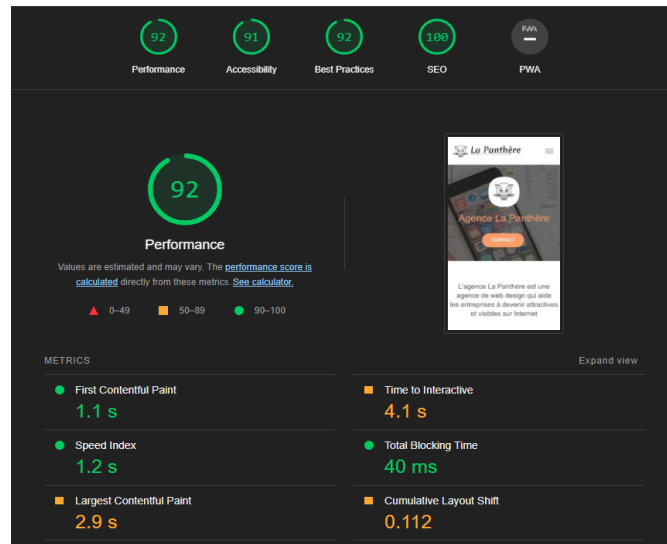 92
91
92
100
PWA
Performance
Accessibility
Best Practices
SEO
PWA
92
Performance
Values are estimated and may vary. The performance score is
calculated directly from these metrics. See calculator.
0–49
50–89
90–100
La Panthère
Agence La Panthère
CONTACT
L'agence La Panthère est une
agence de web design qui aide
les entreprises à devenir attractives
et visibles sur Internet
METRICS
Expand view
First Contentful Paint
1.1 s
Time to Interactive
4.1 s
Speed Index
1.2 s
Total Blocking Time
40 ms
Largest Contentful Paint
2.9 s
Cumulative Layout Shift
0.112